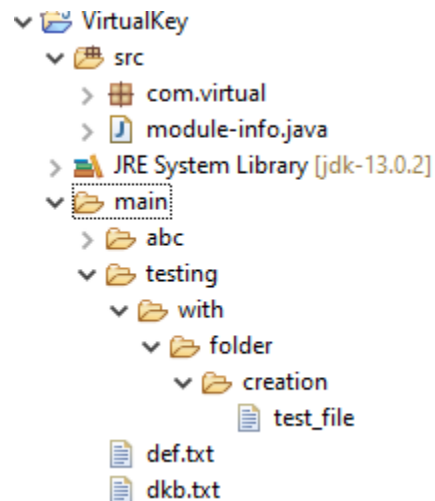 VirtualKey
src
com.virtual
module-info.java
JRE System Library [jdk-13.0.2]
main
abc
testing
with
folder
creation
test_file
def.txt
dkb.txt